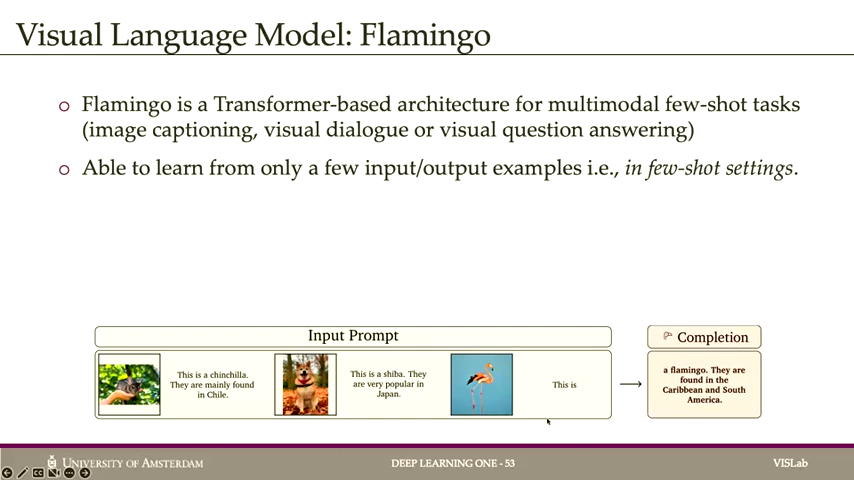 Visual Language Model: Flamingo
Flamingo is a Transformer-based architecture for multimodal few-shot tasks
(image captioning, visual dialogue or visual question answering)
Able to learn from only a few input/output examples i.e., in few-shot settings.
Input Prompt
This is a chinchilla.
They are mainly found
in Chile.
This is a shiba. They
are very popular in
Japan.
This is
Completion
a flamingo. They are
found in the
Caribbean and South
America.
UNIVERSITY OF AMSTERDAM
DEEP LEARNING ONE - 53
VISLab